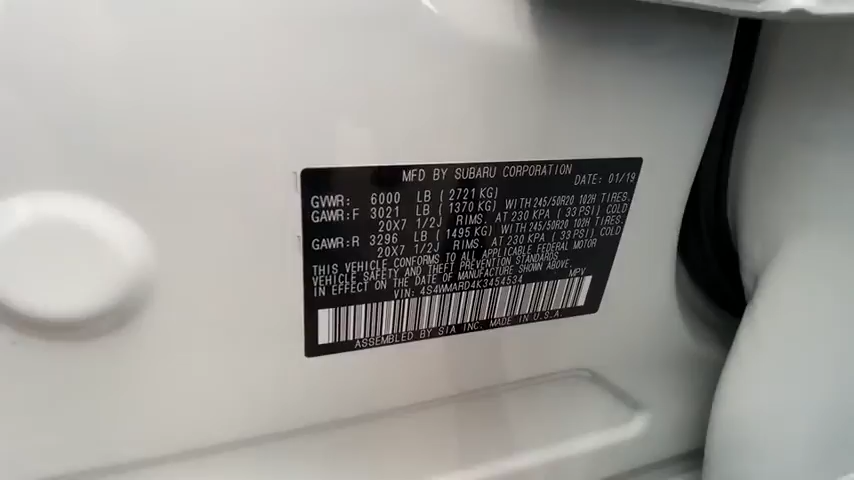 MFD BY SUBARU CORPORATION DATE: 01/19
GVWR: 6000 LB ( 2721 KG)
GAWR:F 3021 LB ( 1370 KG) WITH 245/50R20 102H TIRES.
20X7 1/2J RIMS. AT 230 KPA ( 33 PSI) COLD
GAWR:R 3296 LB ( 1495 KG) WITH 245/50R20 102H TIRES.
20X7 1/2J RIMS. AT 230 KPA ( 33 PSI) COLD
THIS VEHICLE CONFORMS TO ALL APPLICABLE FEDERAL MOTOR
VEHICLE SAFETY AND THEFT PREVENTION STANDARDS
IN EFFECT ON THE DATE OF MANUFACTURE SHOWN ABOVE.
VIN: 4S4WMARD4K3454534 MPV
ASSEMBLED BY SIA INC. MADE IN U.S.A.